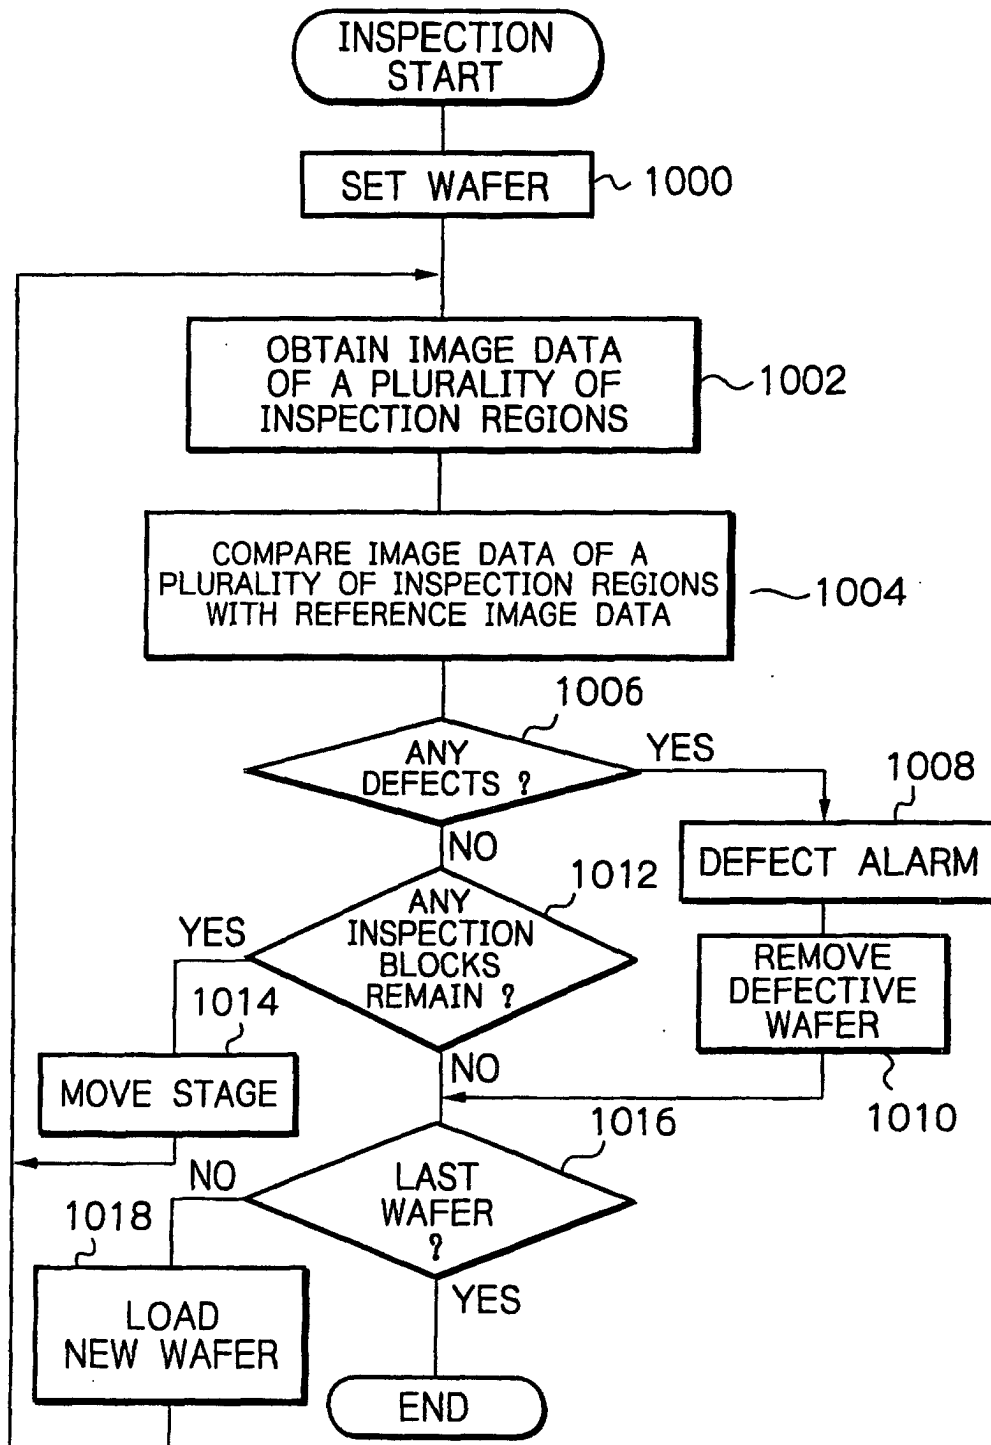 INSPECTION
START
SET WAFER
1000
OBTAIN IMAGE DATA
OF A PLURALITY OF
INSPECTION REGIONS
1002
COMPARE IMAGE DATA OF A
PLURALITY OF INSPECTION REGIONS
WITH REFERENCE IMAGE DATA
1004
1006
ANY
DEFECTS ?
YES
NO
1008
DEFECT ALARM
REMOVE
DEFECTIVE
WAFER
1010
1012
ANY
INSPECTION
BLOCKS
REMAIN ?
YES
NO
1014
MOVE STAGE
1016
LAST
WAFER
?
NO
YES
1018
LOAD
NEW WAFER
END